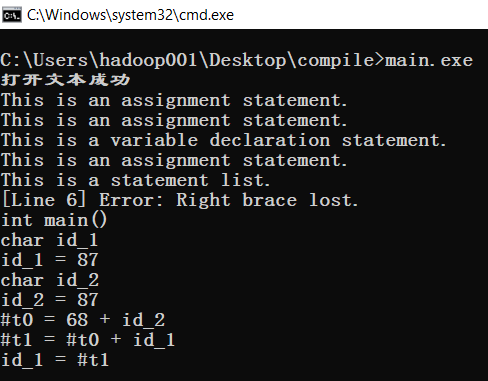 C:\Windows\system32\cmd.exe
C:\Users\hadoop001\Desktop\compile>main.exe
打开文本成功
This is an assignment statement.
This is an assignment statement.
This is a variable declaration statement.
This is an assignment statement.
This is a statement list.
[Line 6] Error: Right brace lost.
int main()
char id_1
id_1 = 87
char id_2
id_2 = 87
#t0 = 68 + id_2
#t1 = #t0 + id_1
id_1 = #t1